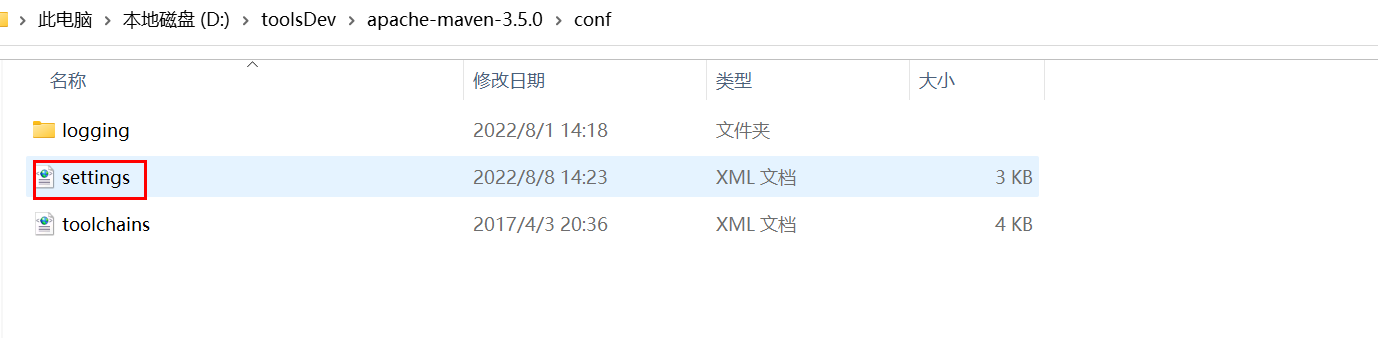 此电脑 › 本地磁盘 (D:) › toolsDev › apache-maven-3.5.0 › conf
名称 修改日期 类型 大小
logging 2022/8/1 14:18 文件夹
settings 2022/8/8 14:23 XML 文档 3 KB
toolchains 2017/4/3 20:36 XML 文档 4 KB